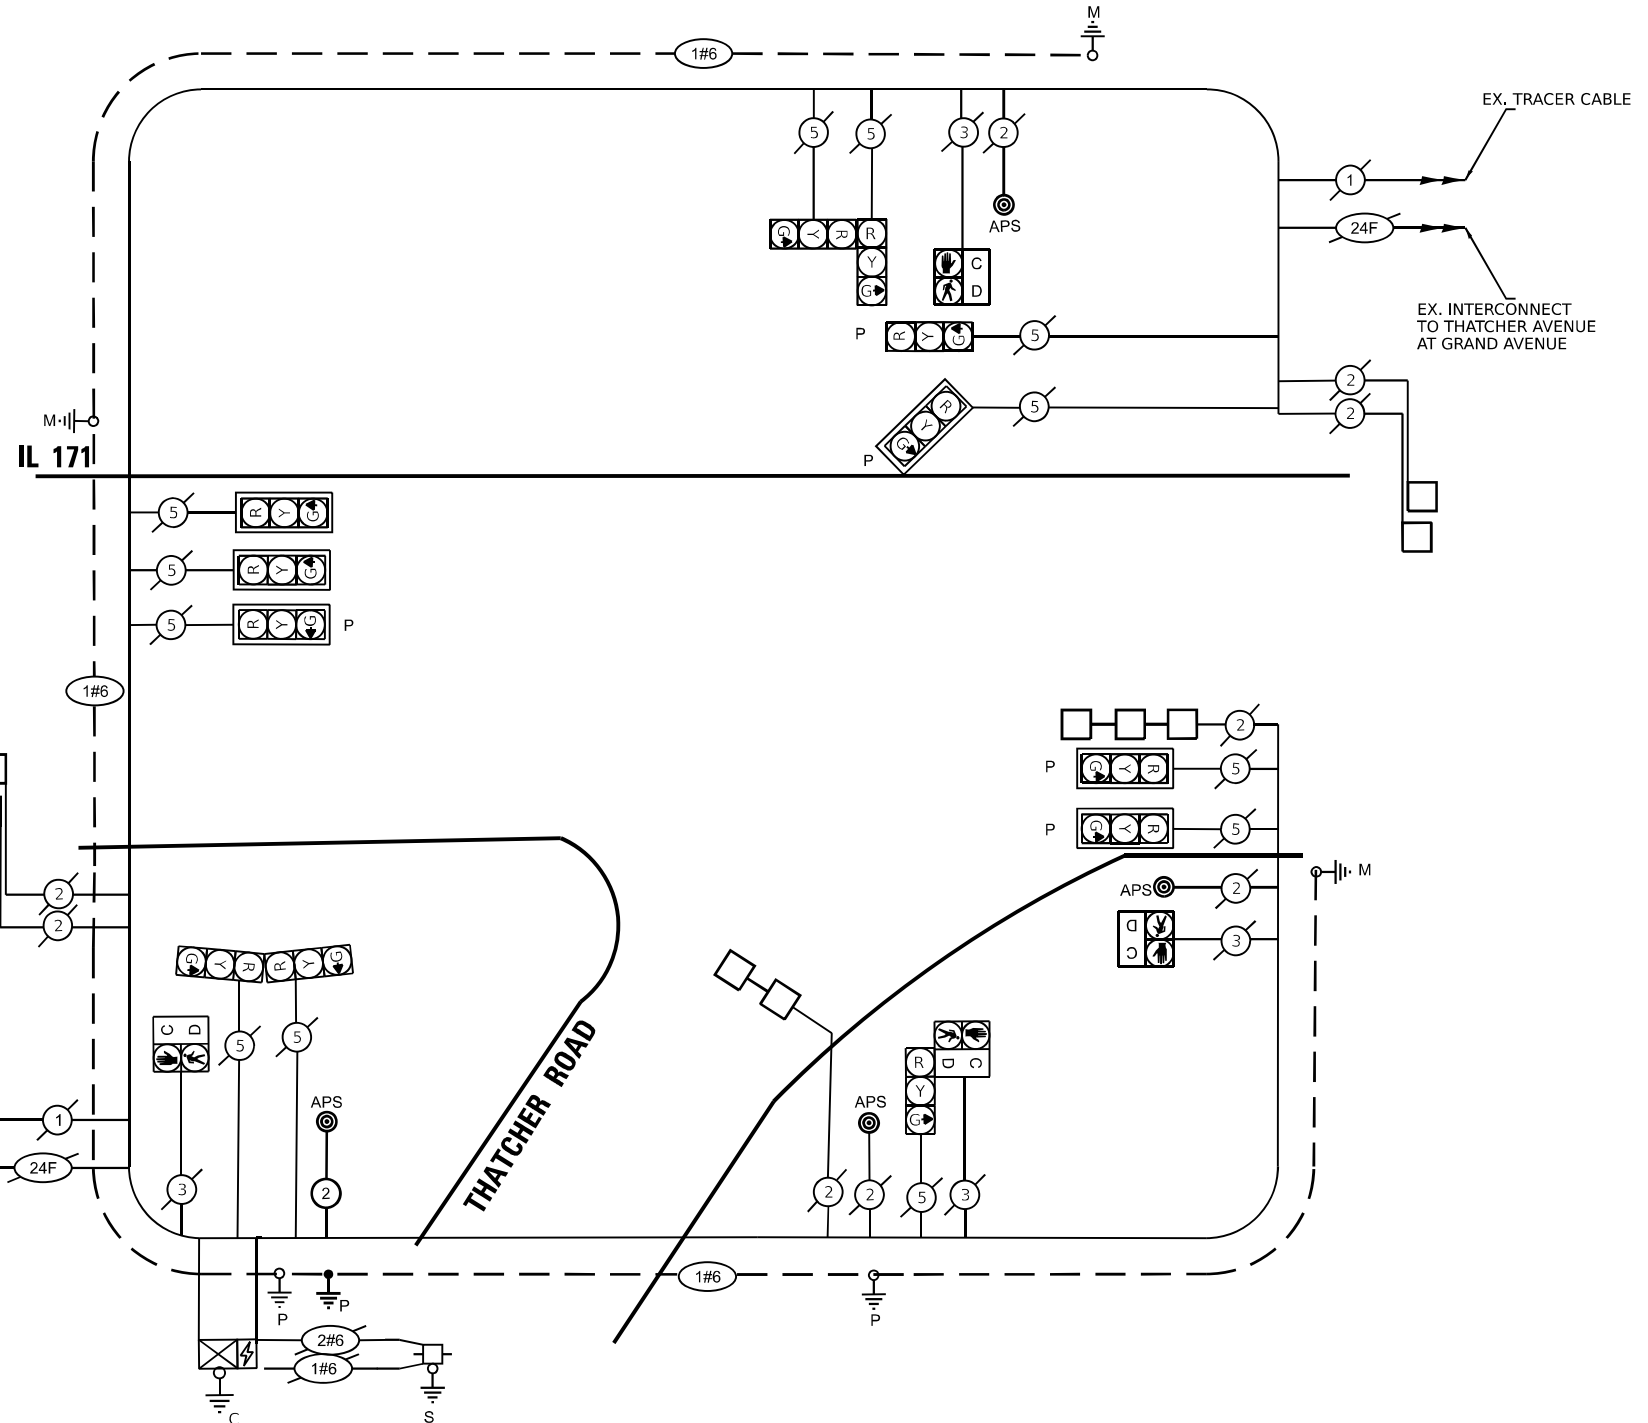 M
1#6
EX. TRACER CABLE
5 5 3 2
1
APS
24F
G Y R R
Y
G
C
D
EX. INTERCONNECT
TO THATCHER AVENUE
AT GRAND AVENUE
P R Y G 5
2
R Y G 5
2
P
M
IL 171
5 R Y G
5 R Y G
5 R Y G P
1#6
2
P G Y R 5
P G Y R 5
M
APS 2
D
C 3
2
2
G Y R R Y G
C D
5 5
THATCHER ROAD
R D C
Y
G
APS
APS
1
24F
3
2
2 2 5 3
1#6
P
P
P
2#6
1#6
C
S